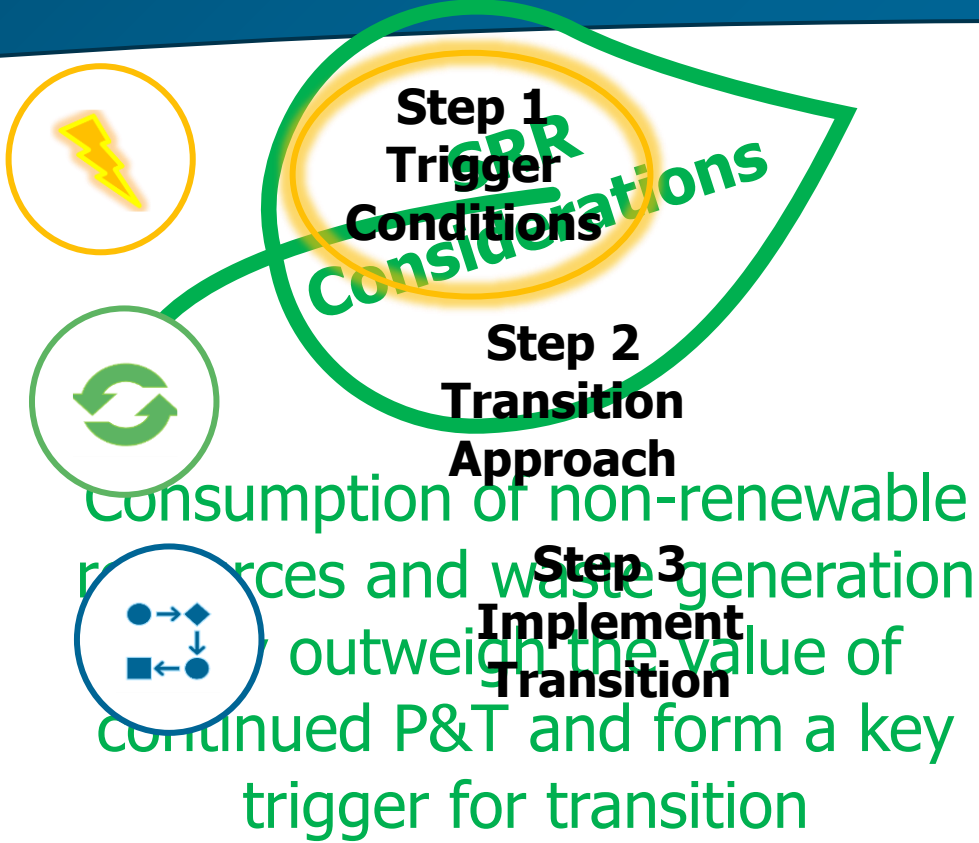 Step 1
Trigger
Conditions
SRR
Considerations
Step 2
Transition
Approach
Consumption of non-renewable
resources and waste generation
outweigh the value of
continued P&T and form a key
trigger for transition
Step 3
Implement
Transition